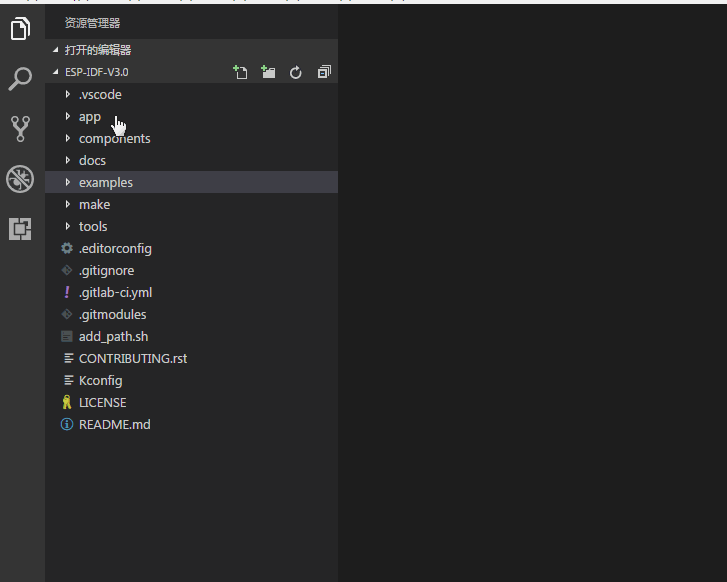 资源管理器
打开的编辑器
ESP-IDF-V3.0
.vscode
app
components
docs
examples
make
tools
.editorconfig
.gitignore
.gitlab-ci.yml
.gitmodules
add_path.sh
CONTRIBUTING.rst
Kconfig
LICENSE
README.md